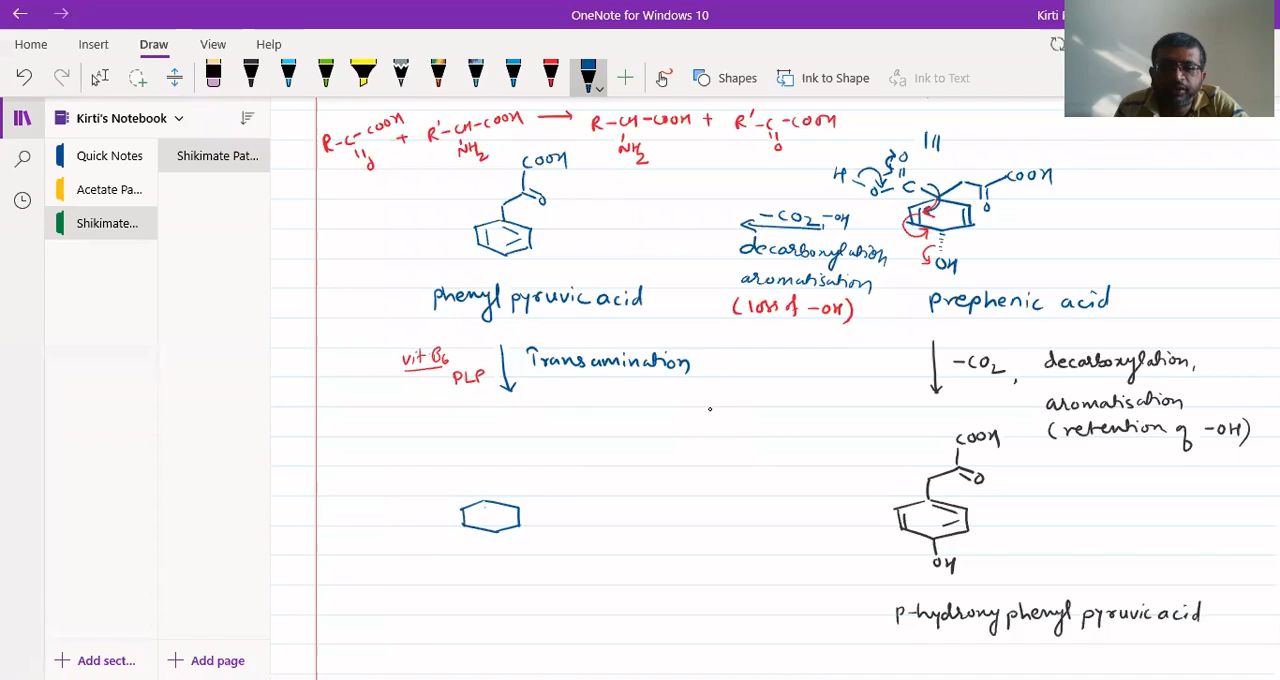 OneNote for Windows 10
Kirti
Home Insert Draw View Help
Shapes Ink to Shape Ink to Text
Kirti's Notebook
Quick Notes
Acetate Pa...
Shikimate...
Shikimate Pat...
Add sect...
Add page
R-C-COOH + R'-CH-COOH → R-CH-COOH + R'-C-COOH
O NH2 NH2 O
COOH
O
H O C O COOH
O
OH
-CO2, -OH
decarboxylation
aromatisation
(loss of -OH)
phenyl pyruvic acid
prephenic acid
vit B6
PLP
Transamination
-CO2, decarboxylation,
aromatisation
(retention of -OH)
COOH
O
OH
p-hydroxy phenyl pyruvic acid